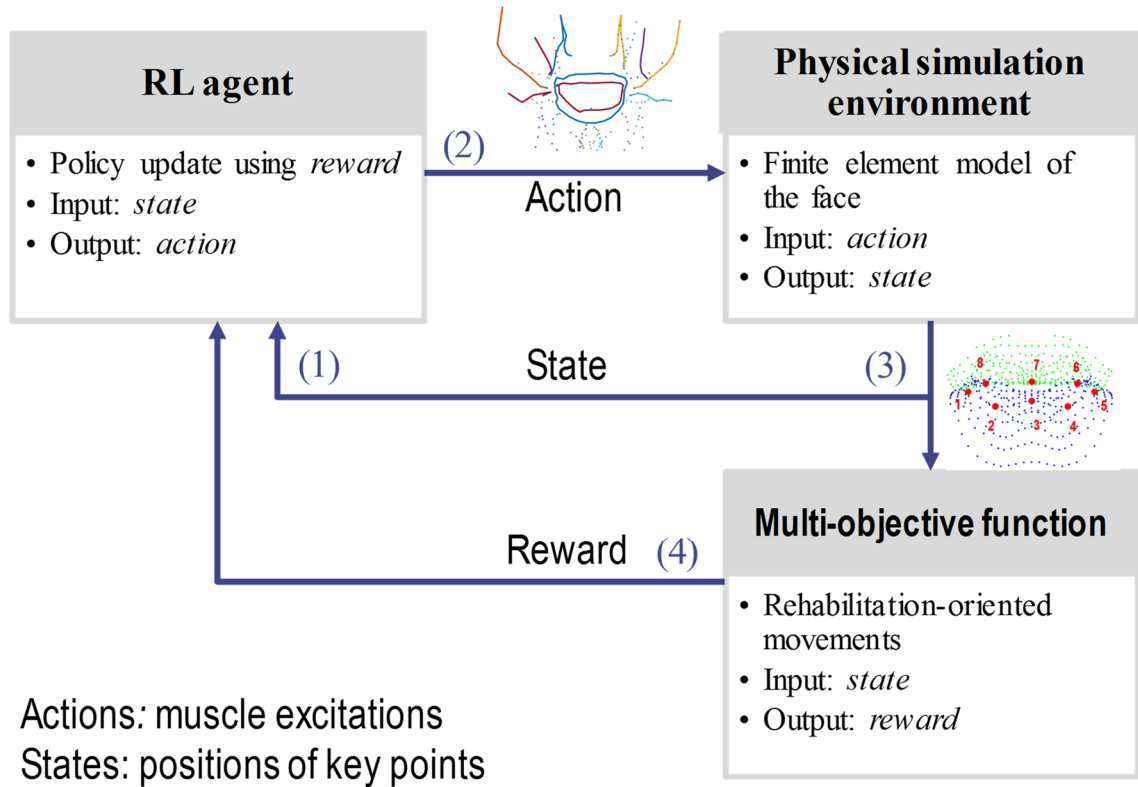 RL agent
• Policy update using reward
• Input: state
• Output: action
(2)
Action
Physical simulation
environment
• Finite element model of
the face
• Input: action
• Output: state
(1)
State
(3)
8
7
6
1
5
2
3
4
Multi-objective function
• Rehabilitation-oriented
movements
• Input: state
• Output: reward
Reward
(4)
Actions: muscle excitations
States: positions of key points